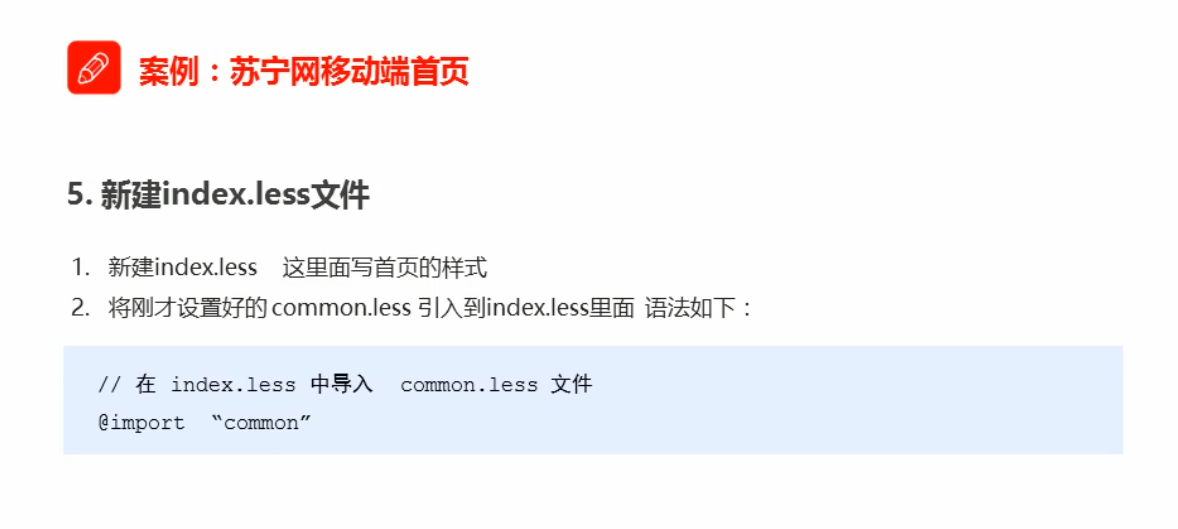 案例：苏宁网移动端首页
5. 新建index.less文件
1. 新建index.less 这里面写首页的样式
2. 将刚才设置好的 common.less 引入到index.less里面 语法如下：
// 在 index.less 中导入 common.less 文件
@import “common”